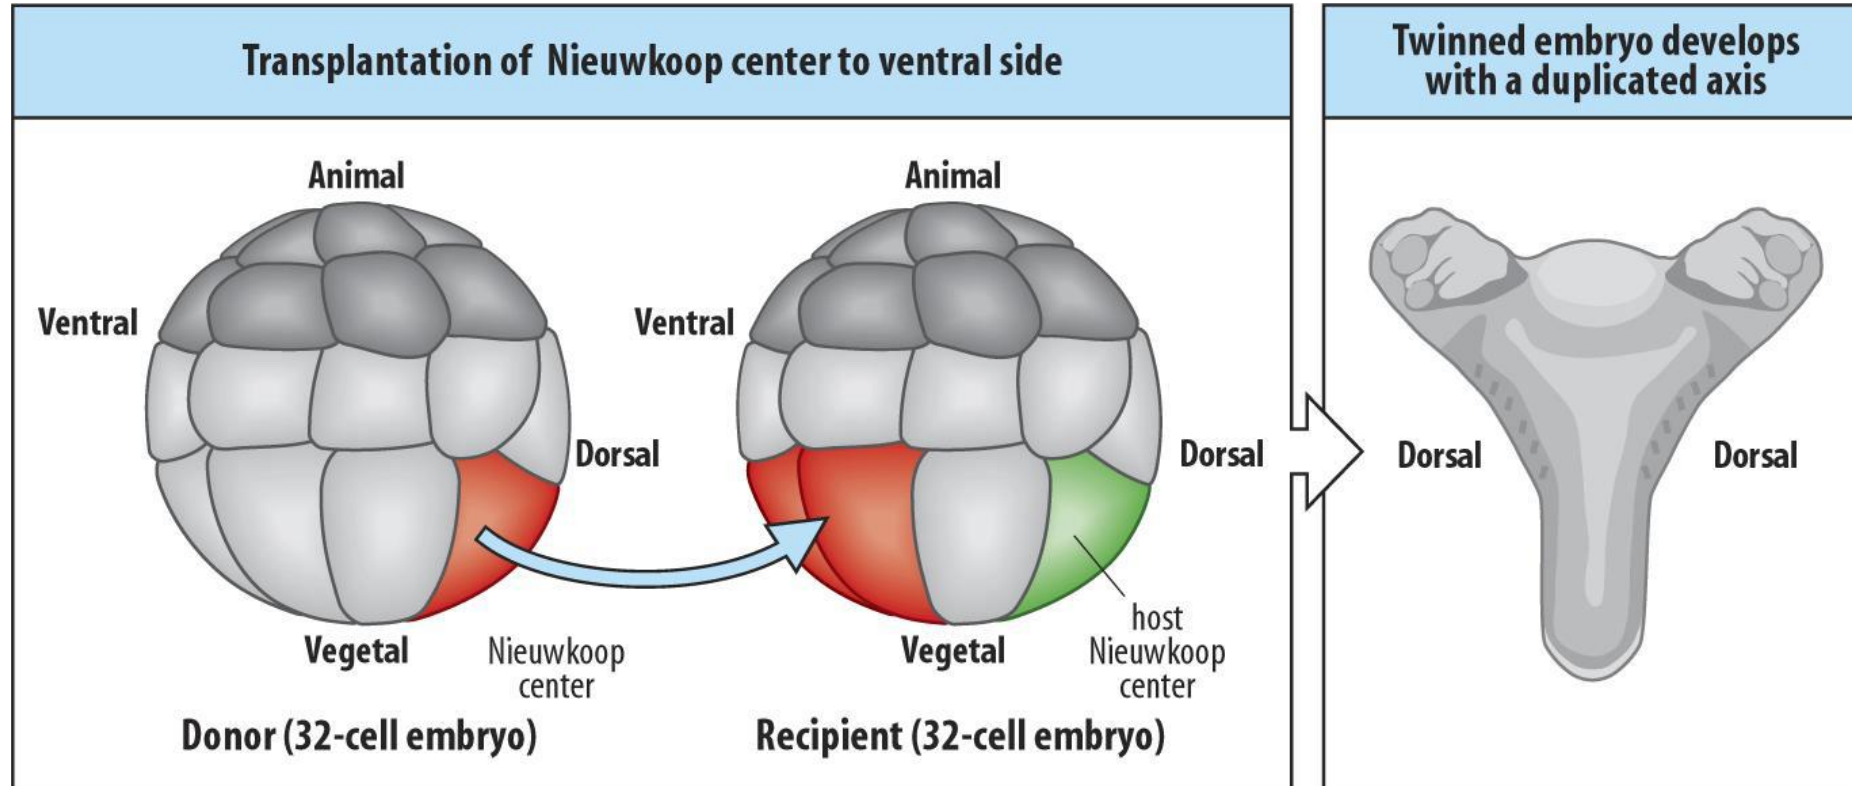 Transplantation of Nieuwkoop center to ventral side
Animal
Ventral
Dorsal
Vegetal
Nieuwkoop
center
Donor (32-cell embryo)
Animal
Ventral
Dorsal
Vegetal
host
Nieuwkoop
center
Recipient (32-cell embryo)
Twinned embryo develops
with a duplicated axis
Dorsal
Dorsal